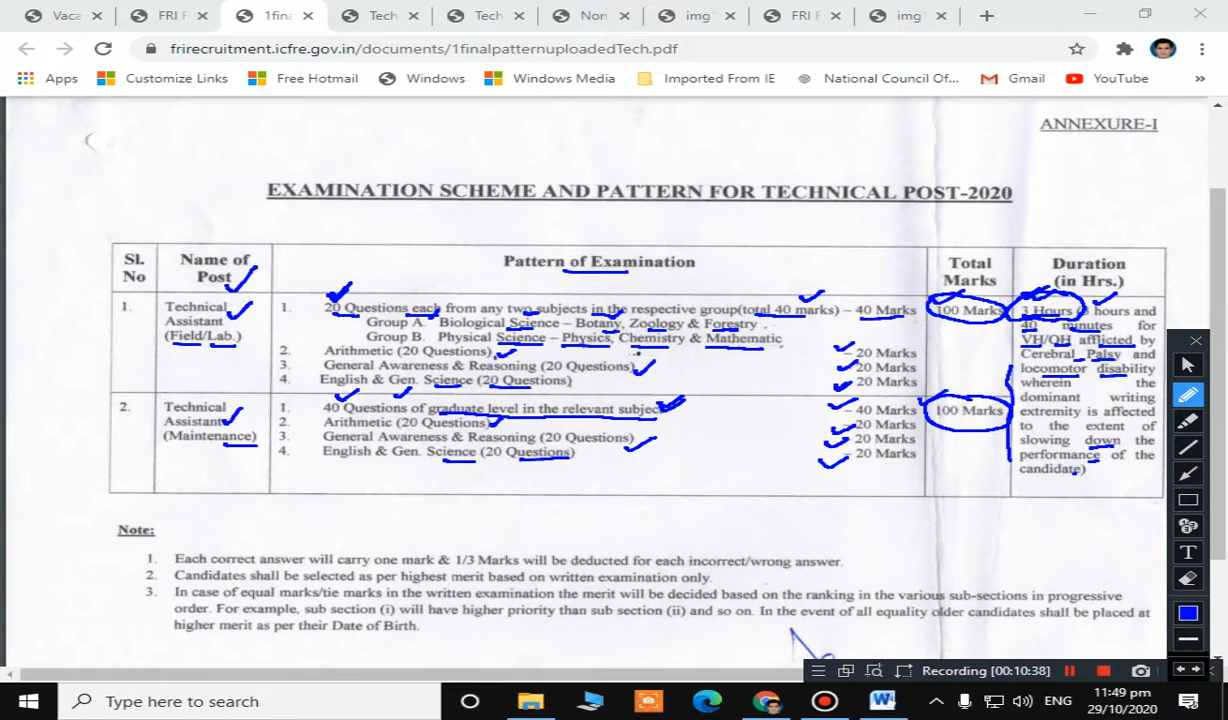 Vaca
FRI F
1fina
Tech
Tech
Non
img
FRI F
img
frirecruitment.icfre.gov.in/documents/1finalpatternuploadedTech.pdf
Apps
Customize Links
Free Hotmail
Windows
Windows Media
Imported From IE
National Council Of...
Gmail
YouTube
ANNEXURE-I
EXAMINATION SCHEME AND PATTERN FOR TECHNICAL POST-2020
Sl. No
Name of Post
Pattern of Examination
Total Marks
Duration (in Hrs.)
1.
Technical
Assistant
(Field/Lab.)
1. 20 Questions each from any two subjects in the respective group(total 40 marks) – 40 Marks
Group A. Biological Science – Botany, Zoology & Forestry
Group B. Physical Science – Physics, Chemistry & Mathematic
2. Arithmetic (20 Questions) – 20 Marks
3. General Awareness & Reasoning (20 Questions) – 20 Marks
4. English & Gen. Science (20 Questions) – 20 Marks
100 Marks
2.
Technical
Assistant
(Maintenance)
1. 40 Questions of graduate level in the relevant subject – 40 Marks
2. Arithmetic (20 Questions) – 20 Marks
3. General Awareness & Reasoning (20 Questions) – 20 Marks
4. English & Gen. Science (20 Questions) – 20 Marks
100 Marks
3 Hours (3 hours and
40 minutes for
VH/OH afflicted by
Cerebral Palsy and
locomotor disability
wherein the
dominant writing
extremity is affected
to the extent of
slowing down the
performance of the
candidate)
Note:
1. Each correct answer will carry one mark & 1/3 Marks will be deducted for each incorrect/wrong answer.
2. Candidates shall be selected as per highest merit based on written examination only.
3. In case of equal marks/tie marks in the written examination the merit will be decided based on the ranking in the various sub-sections in progressive
order. For example, sub section (i) will have higher priority than sub section (ii) and so on. In the event of all equality older candidates shall be placed at
higher merit as per their Date of Birth.
Recording [00:10:38]
Type here to search
ENG
11:49 pm
29/10/2020